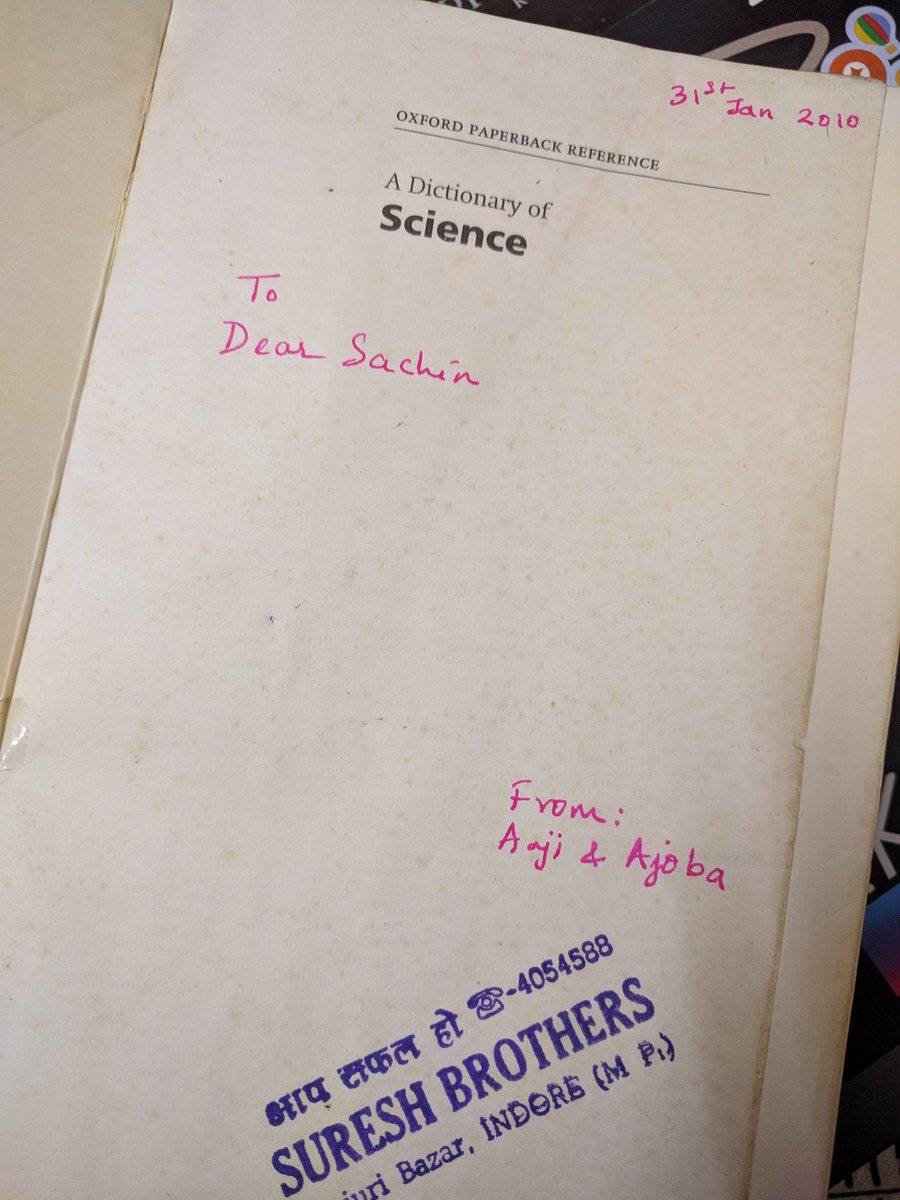 31st Jan 2010
OXFORD PAPERBACK REFERENCE
A Dictionary of
Science
To
Dear Sachin
From:
Aaji & Ajoba
आप सफल हो ☎-4054588
SURESH BROTHERS
Bazar, INDORE (M P.)